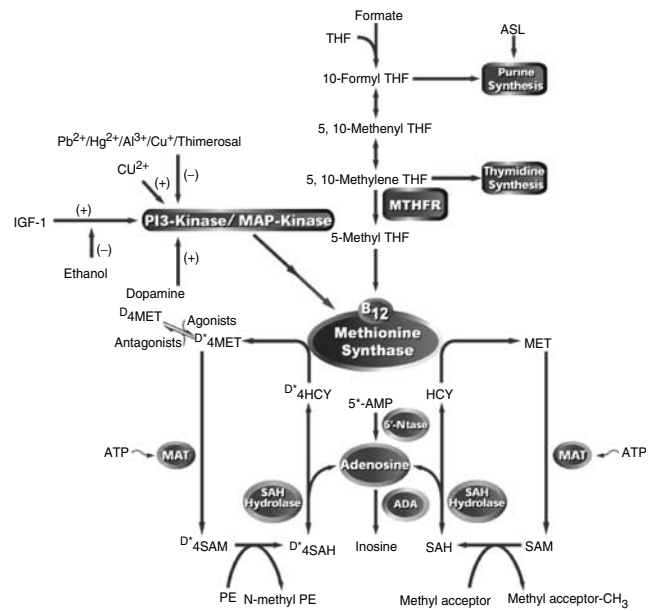 Formate
THF
ASL
10-Formyl THF
Purine
Synthesis
5, 10-Methenyl THF
Pb²⁺/Hg²⁺/Al³⁺/Cu⁺/Thimerosal
CU²⁺
(+)
(−)
5, 10-Methylene THF
Thymidine
Synthesis
MTHFR
IGF-1
(+)
PI3-Kinase/ MAP-Kinase
5-Methyl THF
(−)
(+)
Ethanol
Dopamine
D4MET
Agonists
Antagonists
D*4MET
B12
Methionine
Synthase
MET
D*4HCY
HCY
5*-AMP
5'-Ntase
ATP
MAT
Adenosine
MAT
ATP
SAH
Hydrolase
ADA
SAH
Hydrolase
D*4SAM
D*4SAH
Inosine
SAH
SAM
PE
N-methyl PE
Methyl acceptor
Methyl acceptor-CH₃